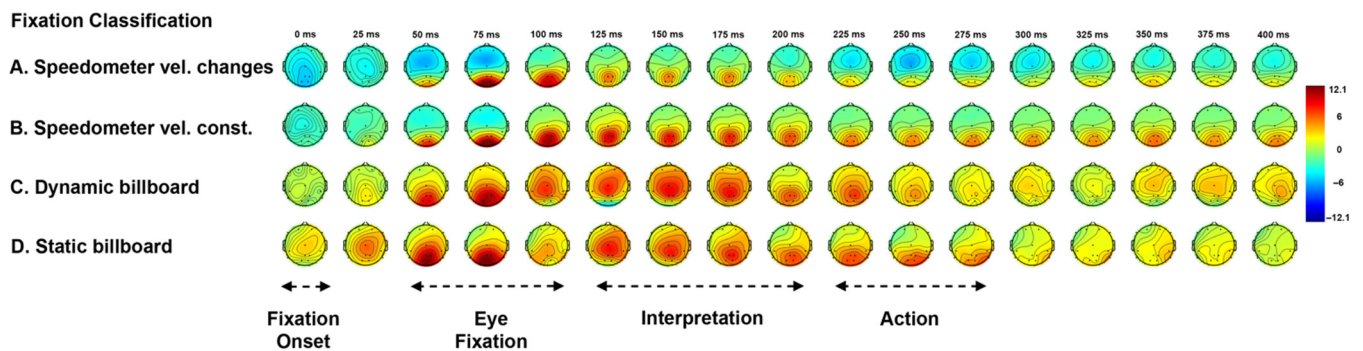 Fixation Classification
0 ms 25 ms 50 ms 75 ms 100 ms 125 ms 150 ms 175 ms 200 ms 225 ms 250 ms 275 ms 300 ms 325 ms 350 ms 375 ms 400 ms
A. Speedometer vel. changes
B. Speedometer vel. const.
C. Dynamic billboard
D. Static billboard
12.1
6
0
−6
−12.1
Fixation Onset
Eye Fixation
Interpretation
Action